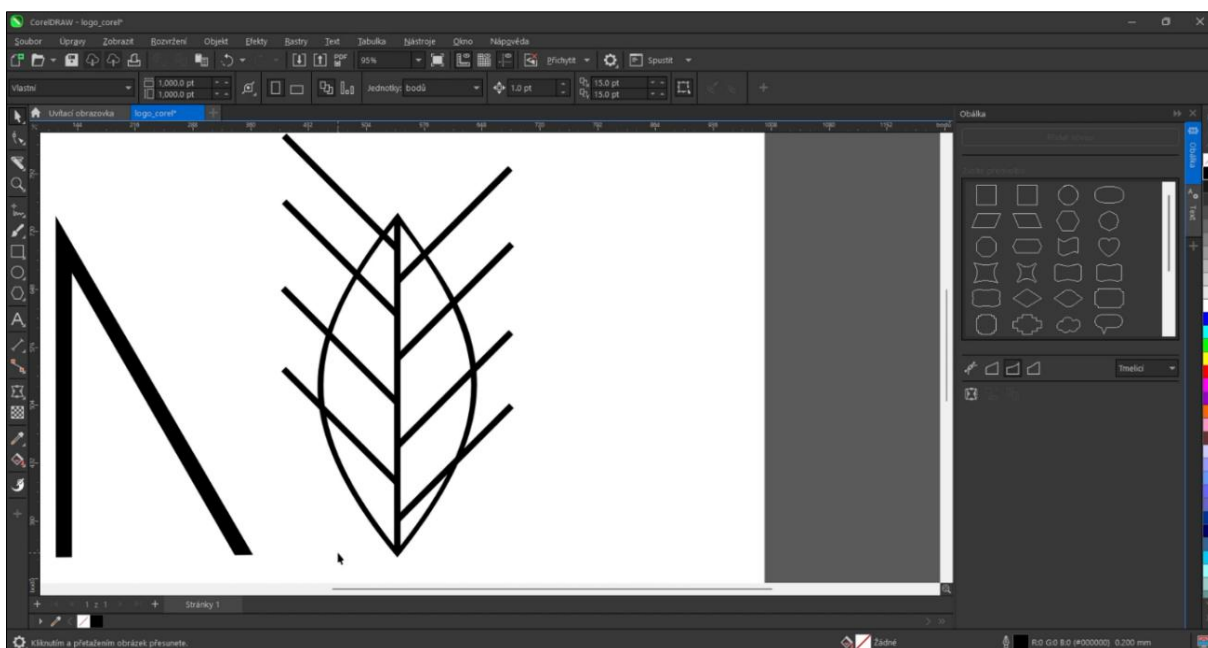 CorelDRAW - logo_corel*
Soubor Úpravy Zobrazit Rozvržení Objekt Efekty Rastry Text Tabulka Nástroje Okno Nápověda
PDF 95% Přichytit Spustit
Vlastní 1,000.0 pt 1,000.0 pt Jednotky: bodů 1.0 pt 15.0 pt 15.0 pt
Uvítací obrazovka logo_corel*
Obálka
Obálka
Text
Tmelicí
1 z 1 Stránky 1
Kliknutím a přetažením obrázek přesunete. Žádné R:0 G:0 B:0 (#000000) 0.200 mm